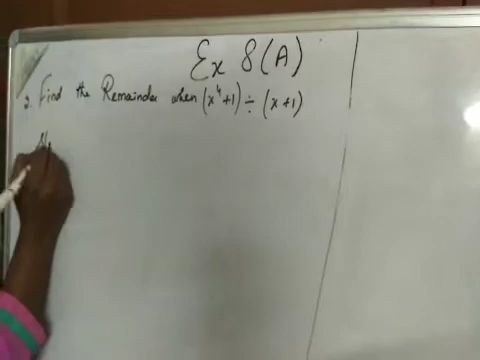 Ex 8(A)
2. Find the Remainder when (x⁴+1) ÷ (x+1)